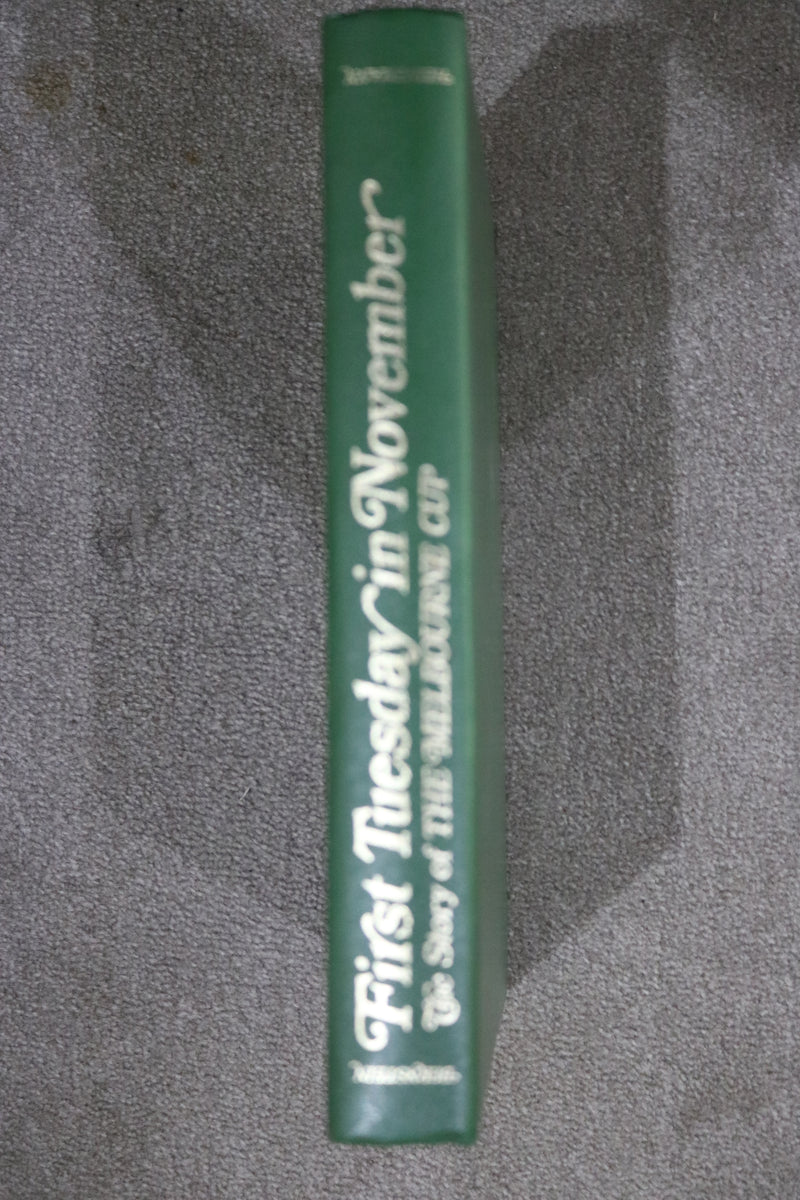 First Tuesday in November
The Story of THE MELBOURNE CUP